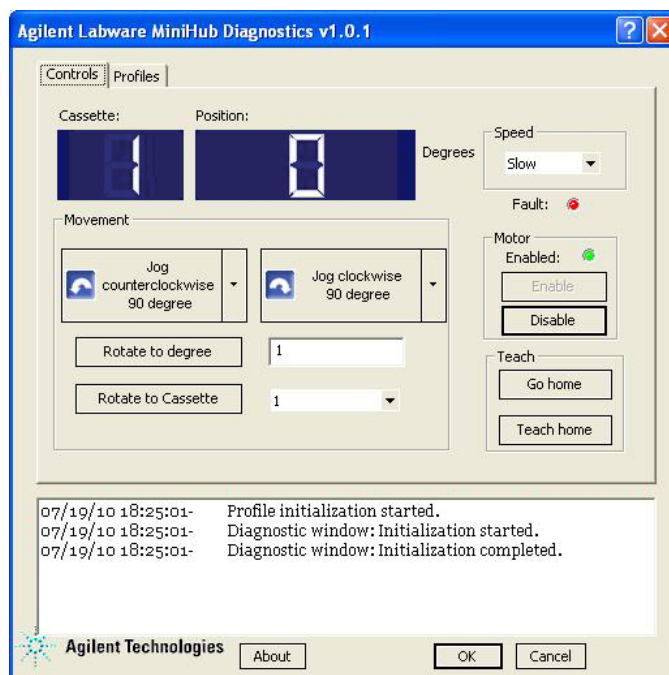 Agilent Labware MiniHub Diagnostics v1.0.1
Controls
Profiles
Cassette:
Position:
1
0
Degrees
Speed
Slow
Fault:
Movement
Jog
counterclockwise
90 degree
Jog clockwise
90 degree
Motor
Enabled:
Enable
Disable
Rotate to degree
1
Rotate to Cassette
1
Teach
Go home
Teach home
07/19/10 18:25:01- Profile initialization started.
07/19/10 18:25:01- Diagnostic window: Initialization started.
07/19/10 18:25:01- Diagnostic window: Initialization completed.
Agilent Technologies
About
OK
Cancel